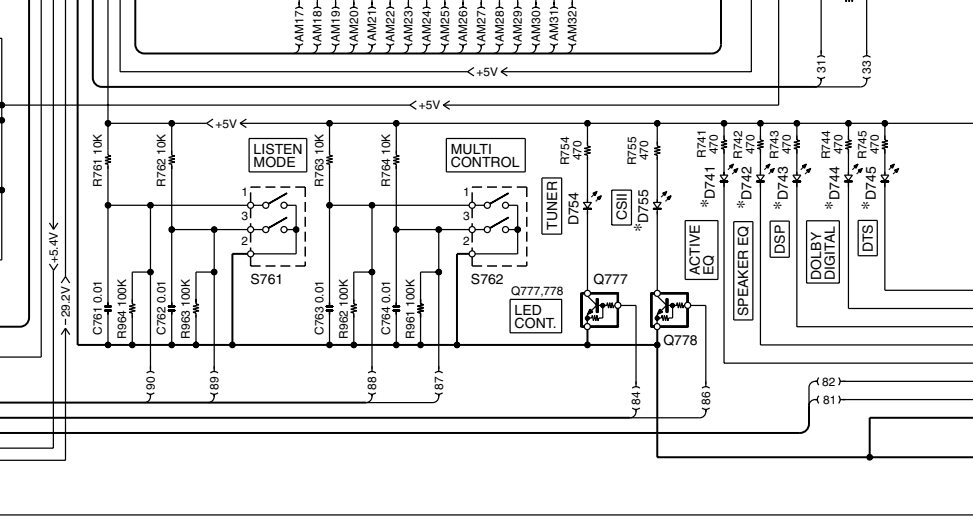 AM17
AM18
AM19
AM20
AM21
AM22
AM23
AM24
AM25
AM26
AM27
AM28
AM29
AM30
AM31
AM32
31
33
+5V
+5V
+5V
R761 10K
R762 10K
LISTEN
MODE
R763 10K
R764 10K
MULTI
CONTROL
R754
470
R755
470
R741
470
R742
470
R743
470
R744
470
R745
470
1
3
2
S761
1
3
2
S762
TUNER
D754
CSII
*D755
*D741
*D742
*D743
*D744
*D745
ACTIVE
EQ
SPEAKER EQ
DSP
DOLBY
DIGITAL
DTS
+5.4V
-29.2V
C761 0.01
R964 100K
C762 0.01
R963 100K
C763 0.01
R962 100K
C764 0.01
R961 100K
Q777
Q777,778
LED
CONT.
Q778
90
89
88
87
84
86
82
81